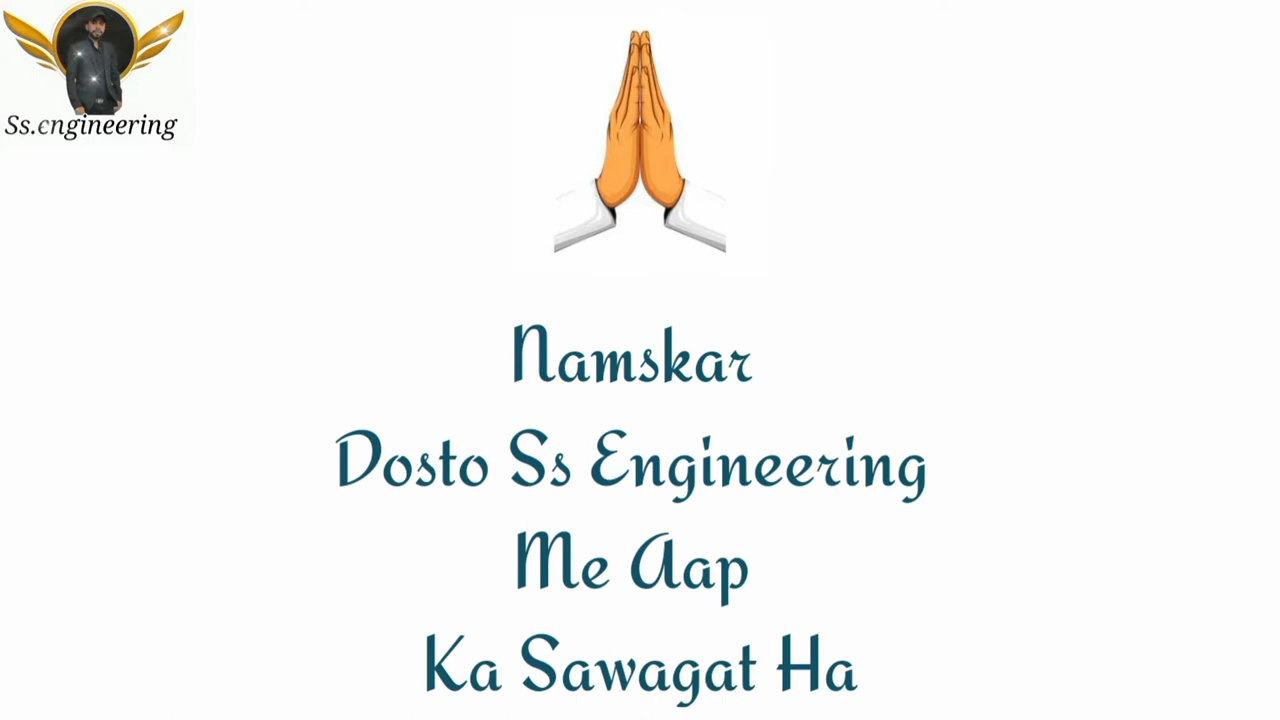 Ss.engineering
Namskar
Dosto Ss Engineering
Me Aap
Ka Sawagat Ha